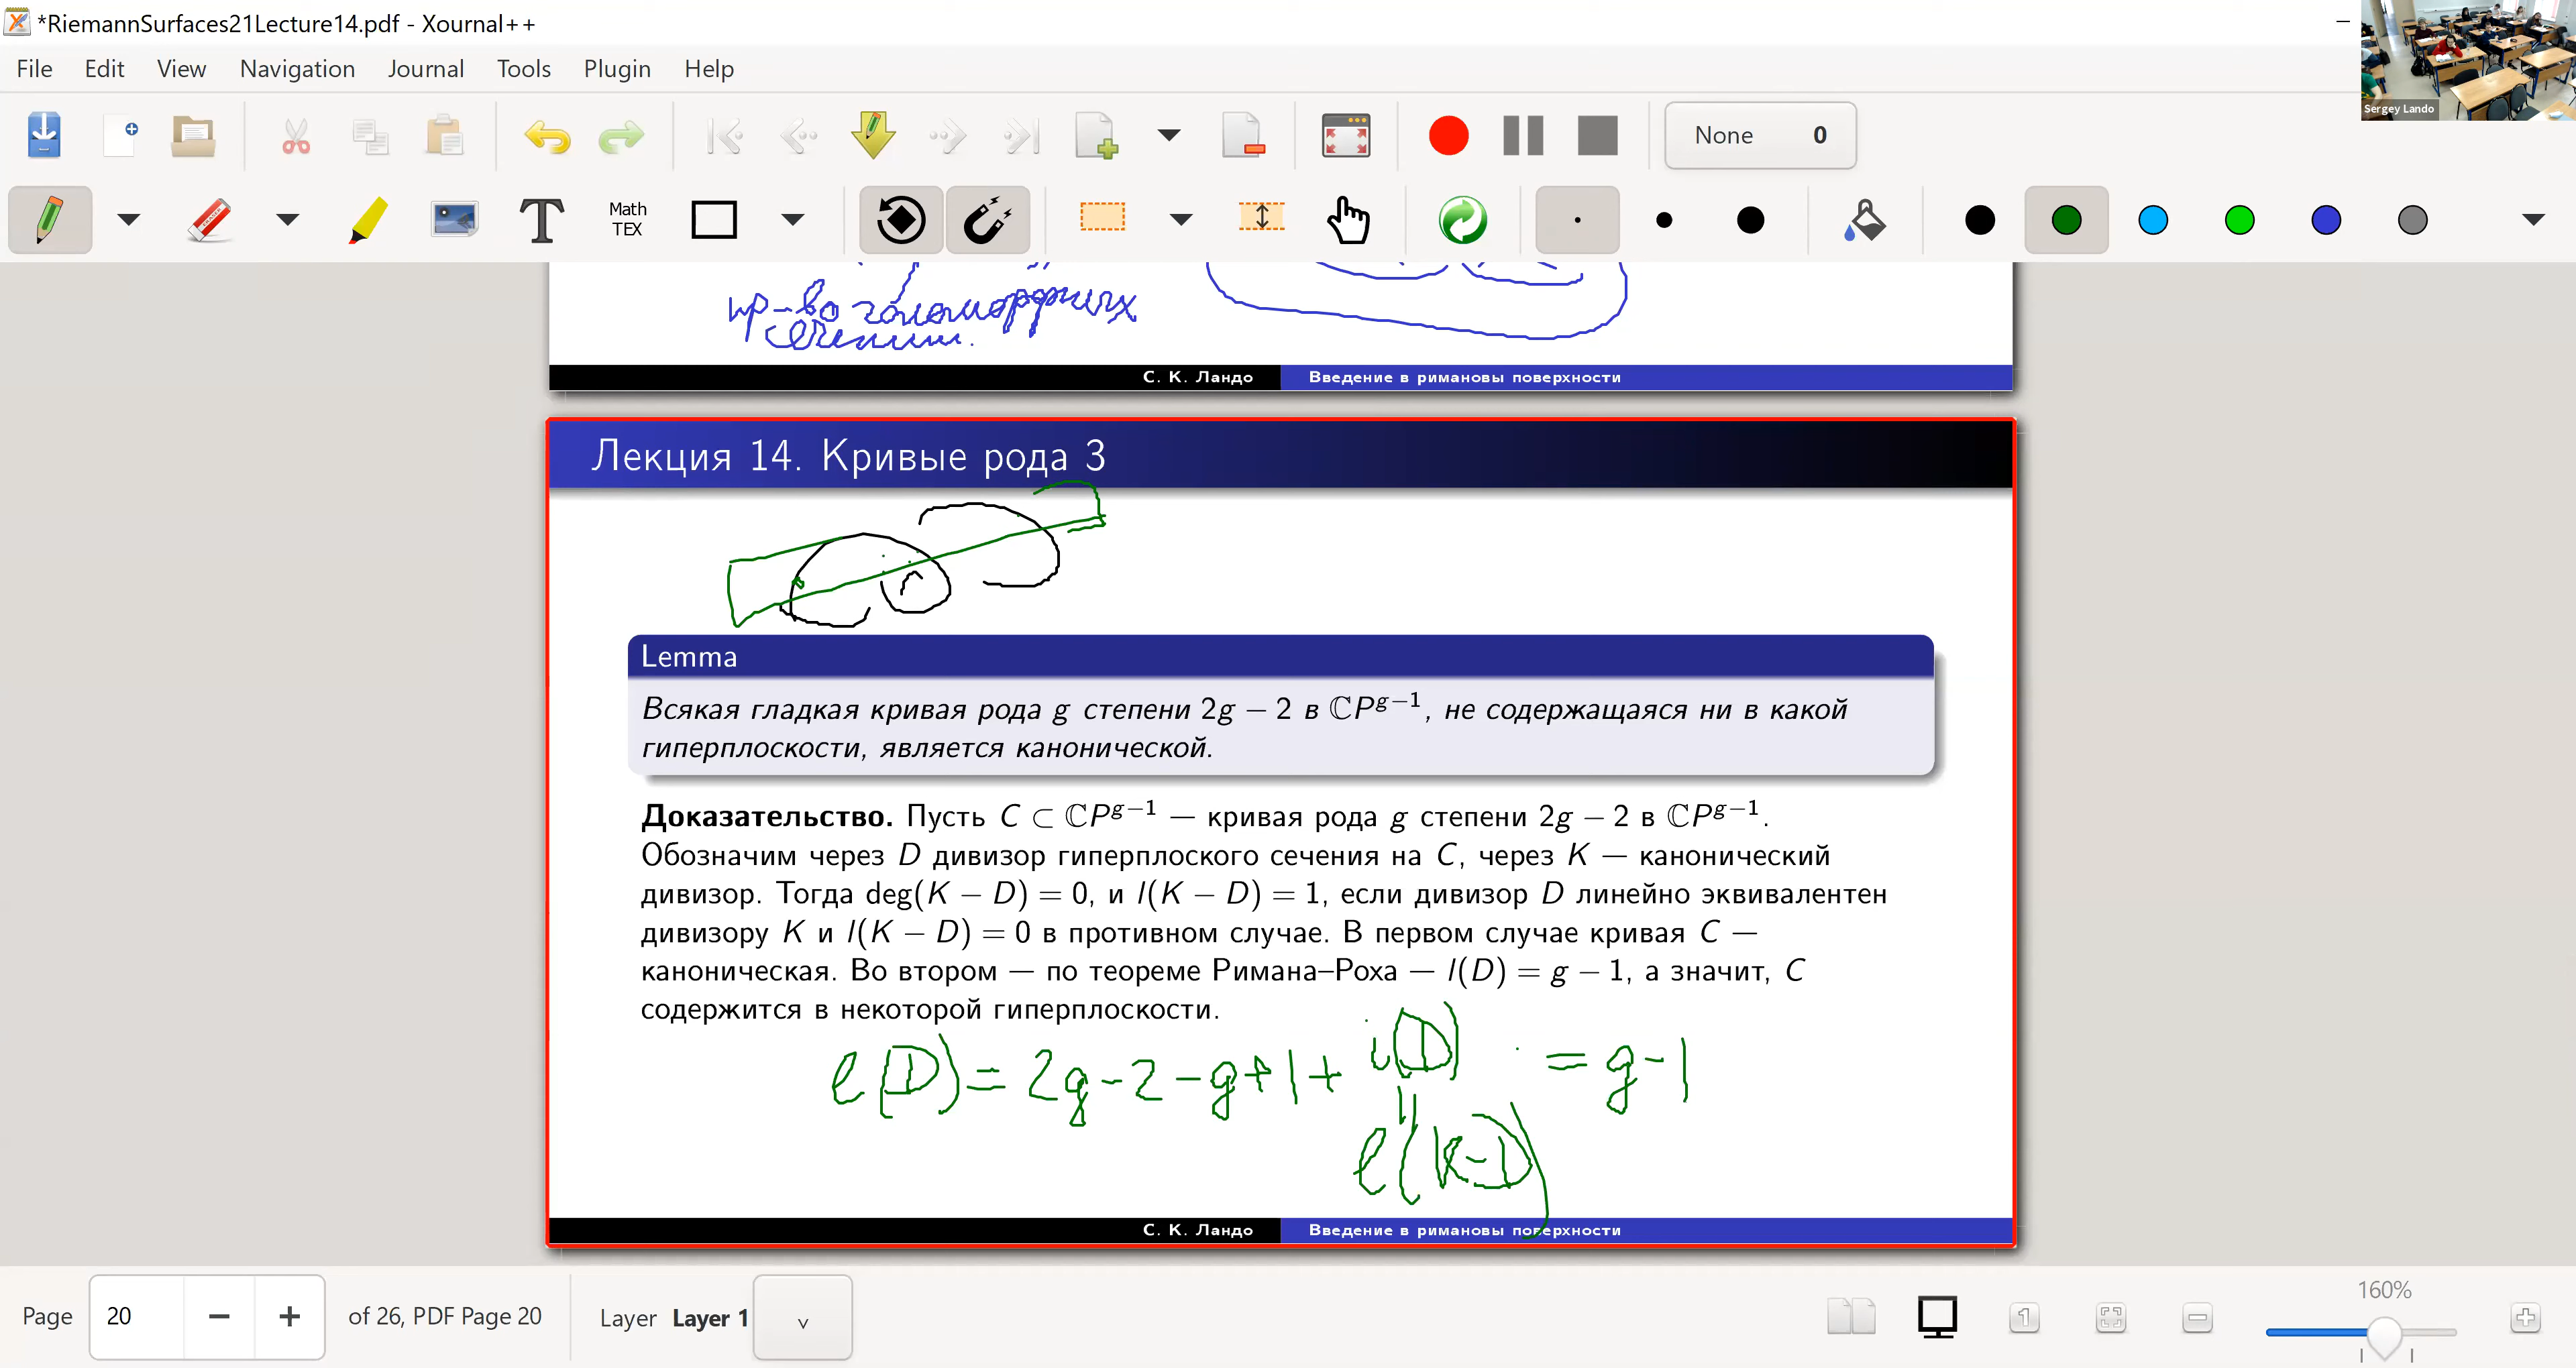 *RiemannSurfaces21Lecture14.pdf - Xournal++
Sergey Lando
File Edit View Navigation Journal Tools Plugin Help
None 0
T Math TEX
пр-во голоморфных
сечений.
С. К. Ландо Введение в римановы поверхности
Лекция 14. Кривые рода 3
Lemma
Всякая гладкая кривая рода g степени 2g − 2 в ℂP^{g−1}, не содержащаяся ни в какой
гиперплоскости, является канонической.
Доказательство. Пусть C ⊂ ℂP^{g−1} — кривая рода g степени 2g − 2 в ℂP^{g−1}.
Обозначим через D дивизор гиперплоского сечения на C, через K — канонический
дивизор. Тогда deg(K − D) = 0, и l(K − D) = 1, если дивизор D линейно эквивалентен
дивизору K и l(K − D) = 0 в противном случае. В первом случае кривая C —
каноническая. Во втором — по теореме Римана–Роха — l(D) = g − 1, а значит, C
содержится в некоторой гиперплоскости.
l(D) = 2g − 2 − g + 1 + i(D) = g − 1
l(K − D)
С. К. Ландо Введение в римановы поверхности
Page 20 − + of 26, PDF Page 20 Layer Layer 1 160%